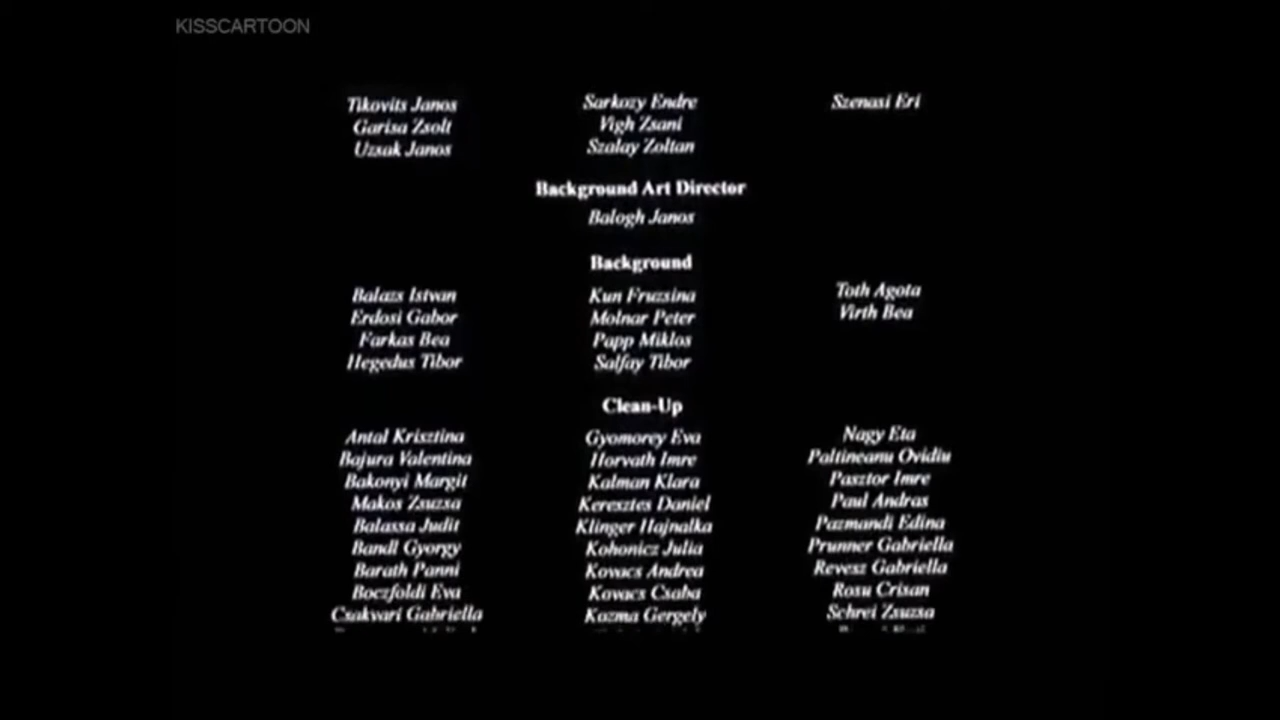 KISSCARTOON
Tikovits Janos Sarkozy Endre Szenasi Eri
Garisa Zsolt Vigh Zsani
Uzsak Janos Szalay Zoltan
Background Art Director
Balogh Janos
Background
Balazs Istvan Kun Fruzsina Toth Agota
Erdosi Gabor Molnar Peter Virth Bea
Farkas Bea Papp Miklos
Hegedus Tibor Salfay Tibor
Clean-Up
Antal Krisztina Gyomorey Eva Nagy Eta
Bajura Valentina Horvath Imre Paltineanu Ovidiu
Bakonyi Margit Kalman Klara Pasztor Imre
Makos Zsuzsa Keresztes Daniel Paul Andras
Balassa Judit Klinger Hajnalka Pazmandi Edina
Bandl Gyorgy Kohonicz Julia Prunner Gabriella
Barath Panni Kovacs Andrea Revesz Gabriella
Boczfoldi Eva Kovacs Csaba Rosu Crisan
Csakvari Gabriella Kozma Gergely Schrei Zsuzsa